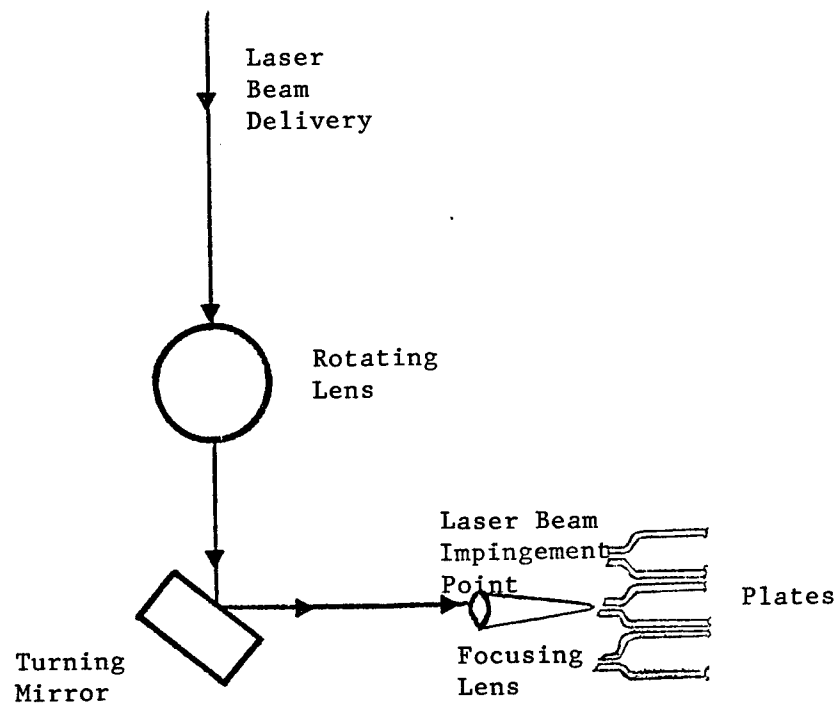 Laser
Beam
Delivery
Rotating
Lens
Laser Beam
Impingement
Point
Plates
Focusing
Lens
Turning
Mirror